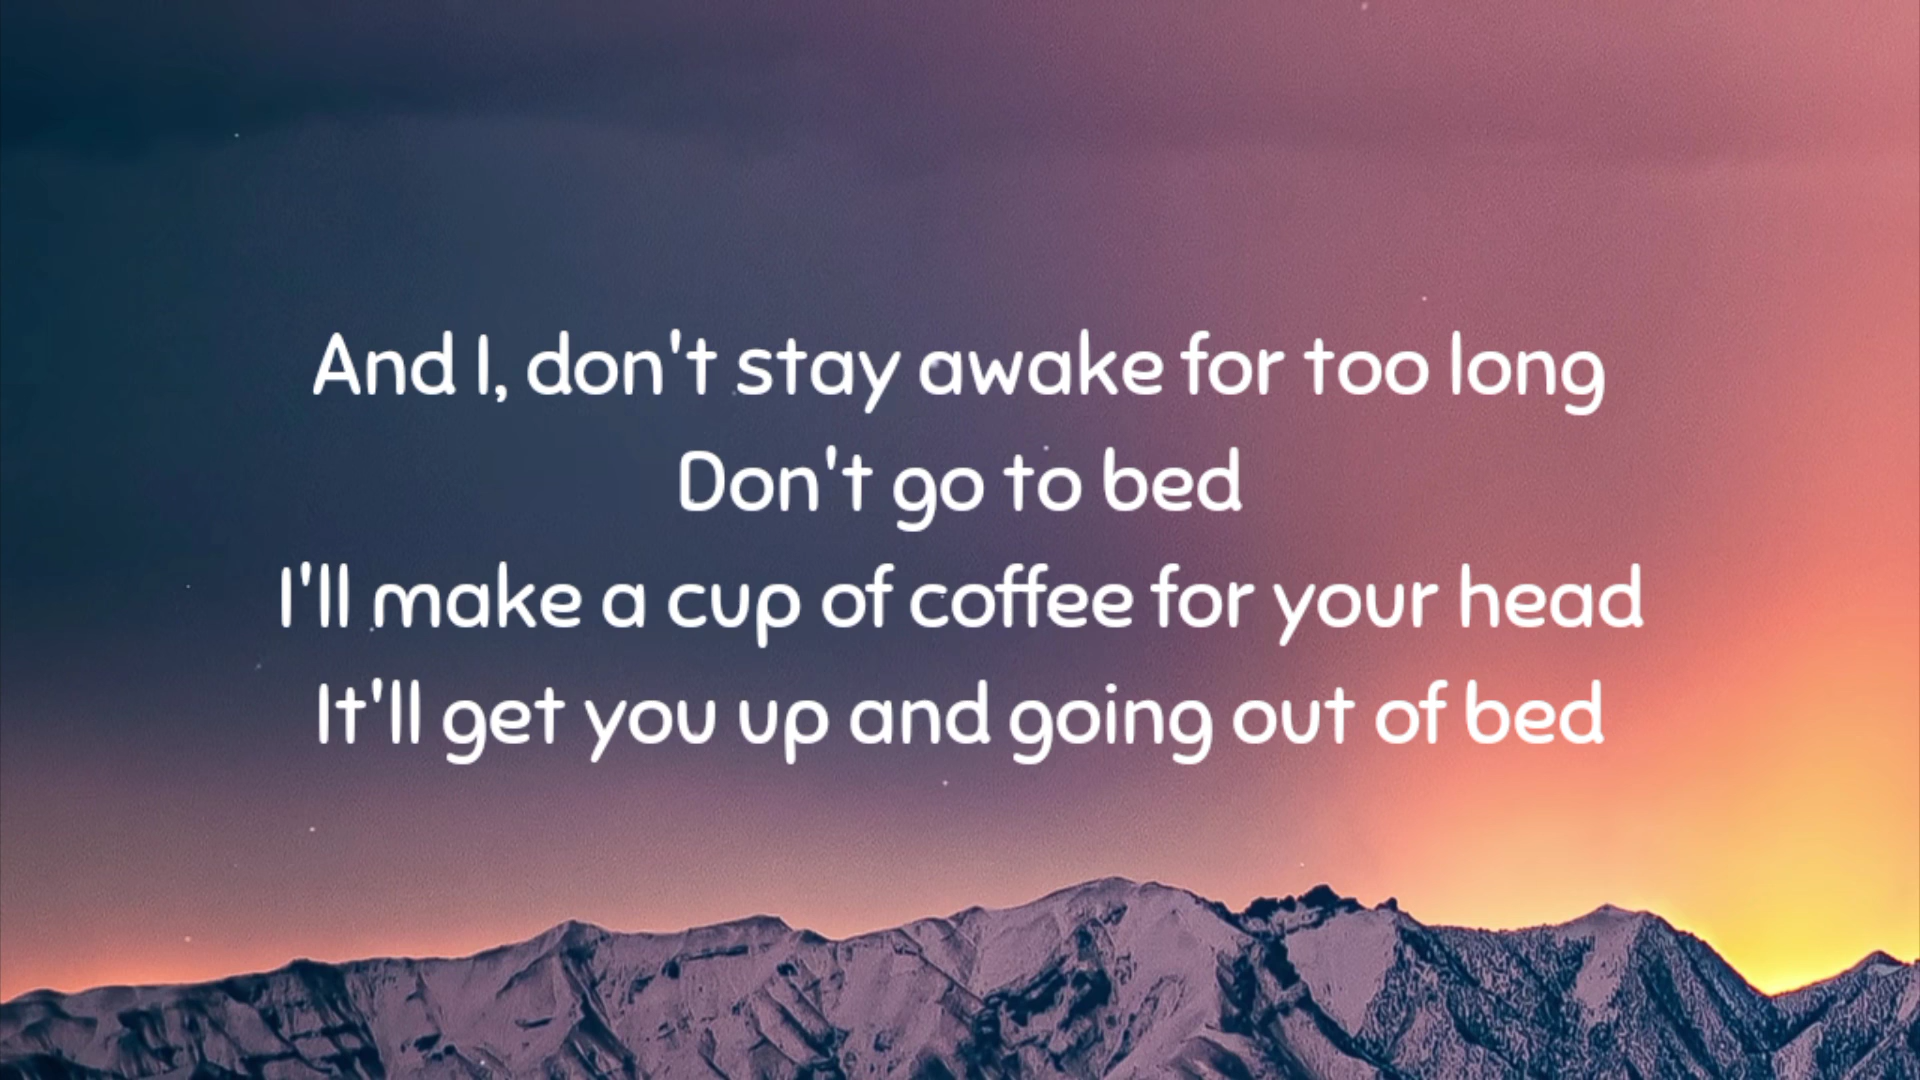 And I, don't stay awake for too long
Don't go to bed
I'll make a cup of coffee for your head
It'll get you up and going out of bed